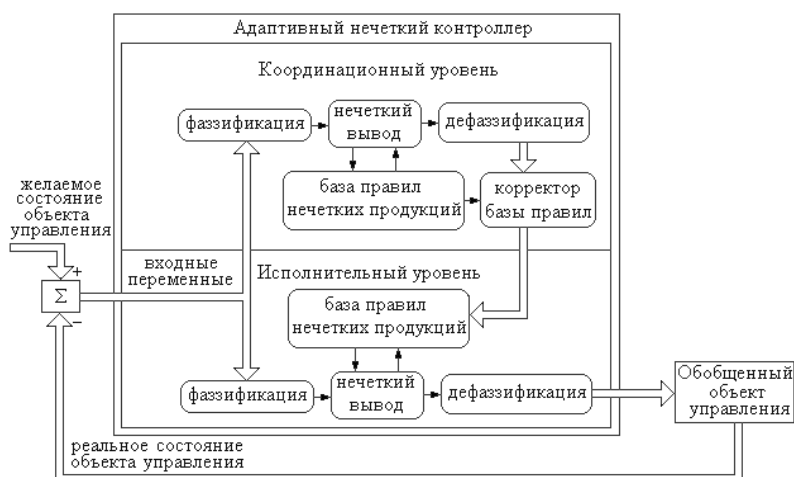 Адаптивный нечеткий контроллер
Координационный уровень
фаззификация
нечеткий
вывод
дефаззификация
база правил
нечетких продукций
корректор
базы правил
желаемое
состояние
объекта
управления
+
Σ
−
входные
переменные
Исполнительный уровень
база правил
нечетких продукций
фаззификация
нечеткий
вывод
дефаззификация
Обобщенный
объект
управления
реальное состояние
объекта управления